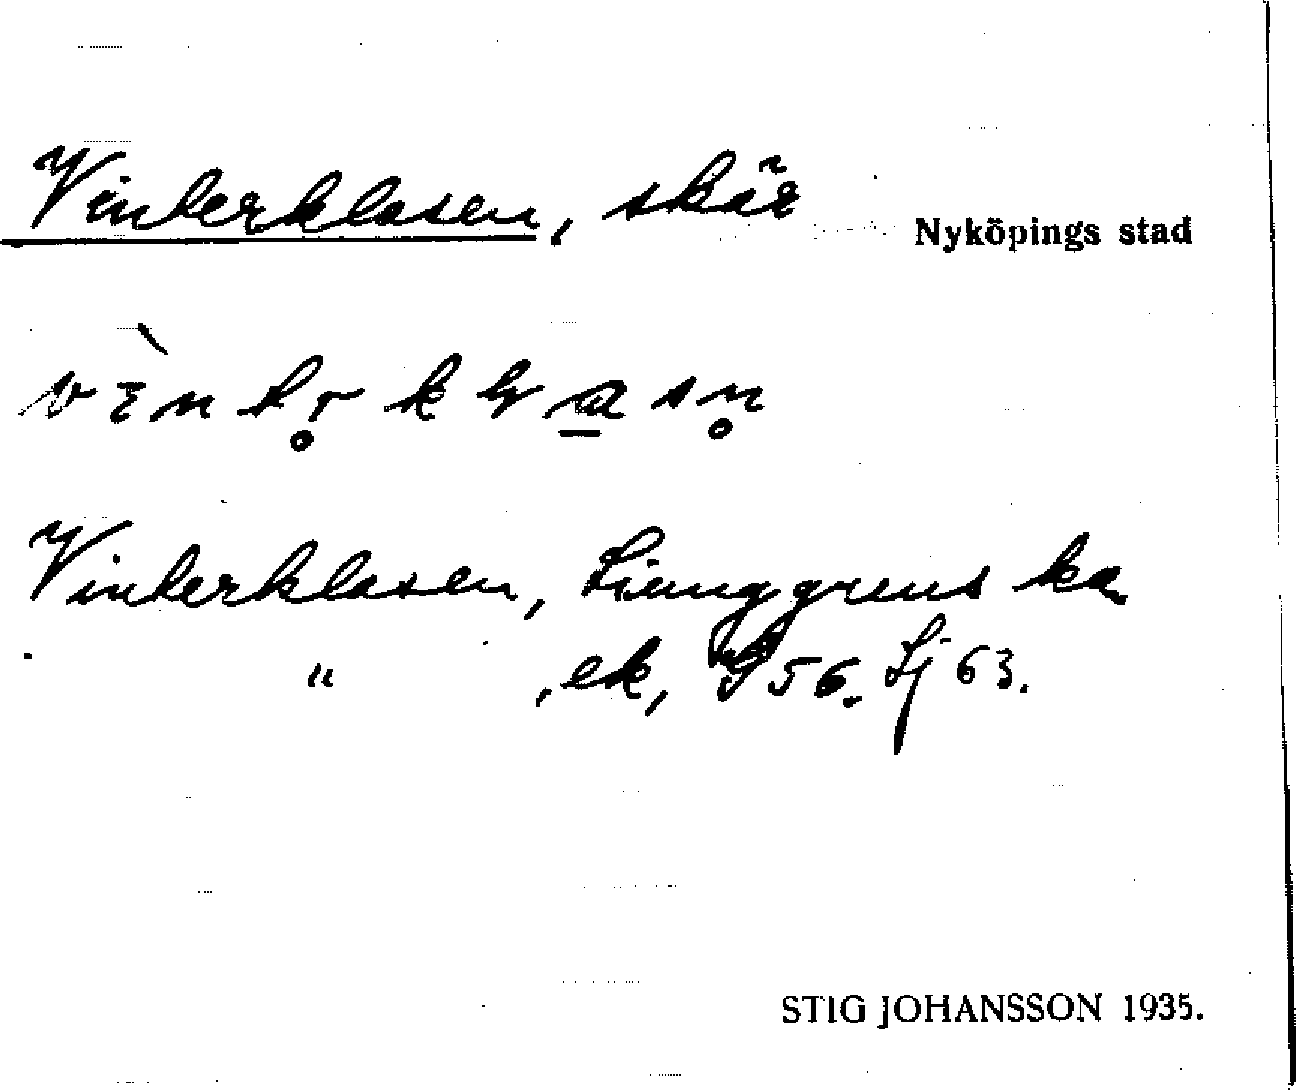 Vinterklasen, skär
Nyköpings stad
Vinterklasen, Ljunggrens ka.
" , ek, 56. Lj 63.
STIG JOHANSSON 1935.